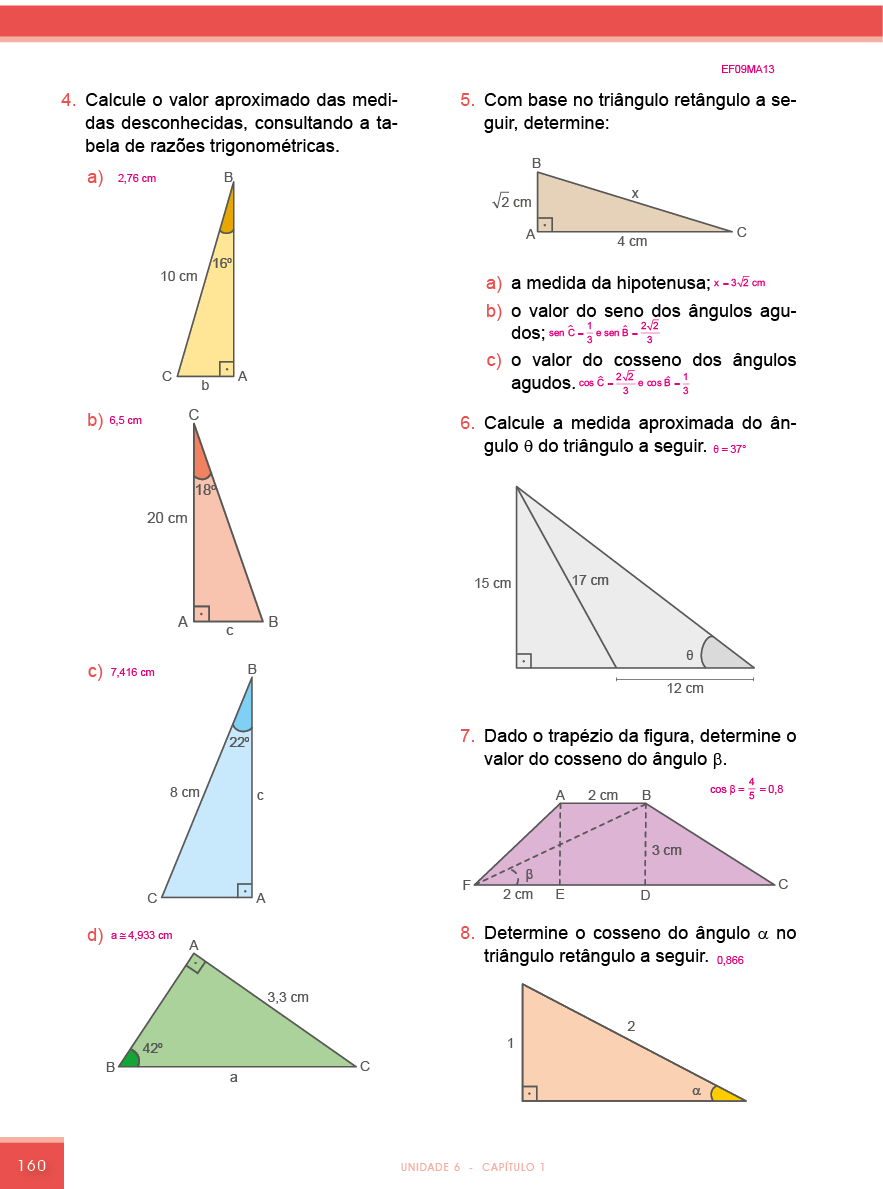 EF09MA13
4. Calcule o valor aproximado das medi-
das desconhecidas, consultando a ta-
bela de razões trigonométricas.
a) 2,76 cm
B
16º
10 cm
C
b
A
b) 6,5 cm
C
18º
20 cm
A
c
B
c) 7,416 cm
B
22º
8 cm
c
C
A
d) a ≅ 4,933 cm
A
3,3 cm
42º
B
a
C
5. Com base no triângulo retângulo a se-
guir, determine:
B
√2 cm
x
A
4 cm
C
a) a medida da hipotenusa; x = 3√2 cm
b) o valor do seno dos ângulos agu-
dos; sen Ĉ = 1/3 e sen B̂ = 2√2/3
c) o valor do cosseno dos ângulos
agudos. cos Ĉ = 2√2/3 e cos B̂ = 1/3
6. Calcule a medida aproximada do ân-
gulo θ do triângulo a seguir. θ = 37°
15 cm
17 cm
θ
12 cm
7. Dado o trapézio da figura, determine o
valor do cosseno do ângulo β.
cos β = 4/5 = 0,8
A 2 cm B
3 cm
β
F 2 cm E D C
8. Determine o cosseno do ângulo α no
triângulo retângulo a seguir. 0,866
2
1
α
160
UNIDADE 6 - CAPÍTULO 1